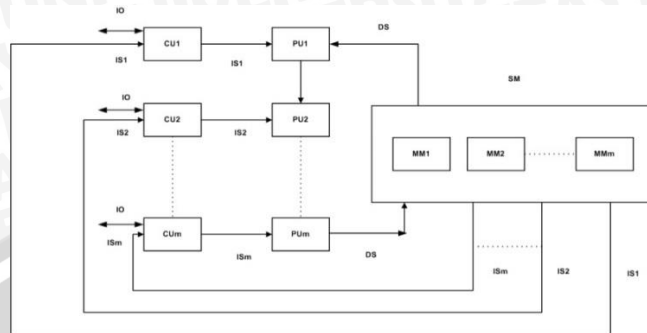 IO
DS
CU1
PU1
IS1
IS1
SM
IO
CU2
PU2
IS2
IS2
MM1
MM2
MMm
IO
CUm
PUm
ISm
ISm
DS
ISm
IS2
IS1